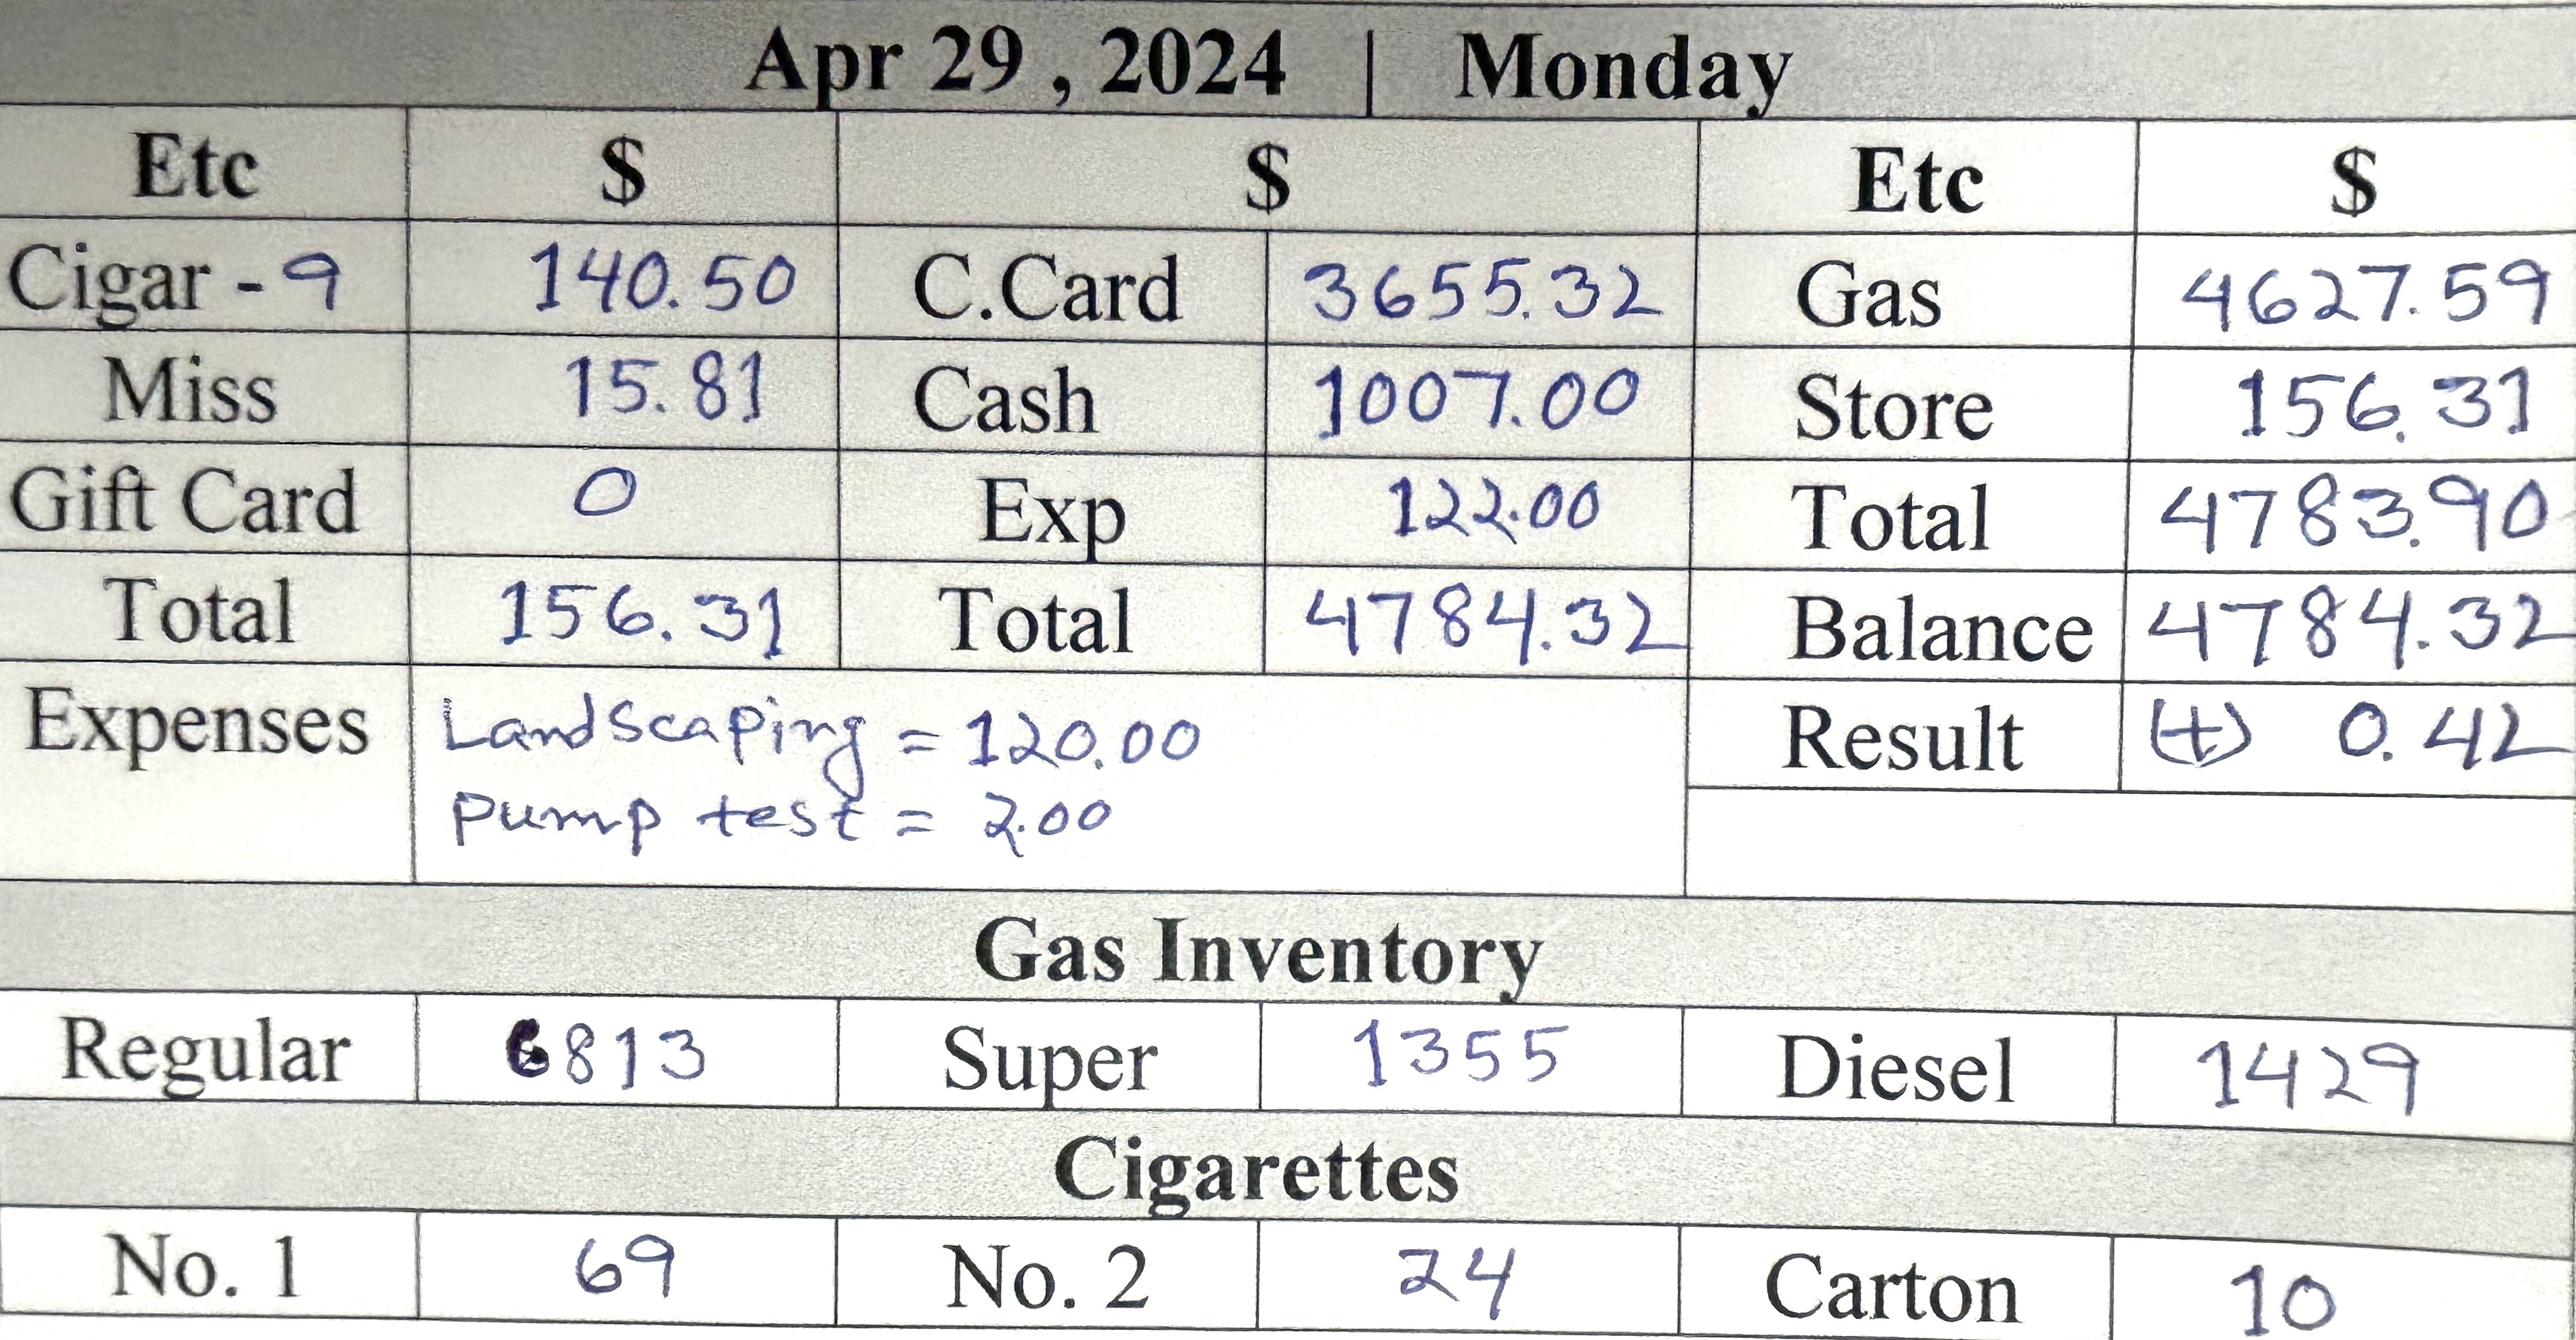 Apr 29 , 2024 | Monday
Etc $ $ Etc $
Cigar - 9 140.50 C.Card 3655.32 Gas 4627.59
Miss 15.81 Cash 1007.00 Store 156.31
Gift Card 0 Exp 122.00 Total 4783.90
Total 156.31 Total 4784.32 Balance 4784.32
Expenses Landscaping = 120.00 Result (+) 0.42
Pump test = 2.00
Gas Inventory
Regular 6813 Super 1355 Diesel 1429
Cigarettes
No. 1 69 No. 2 24 Carton 10